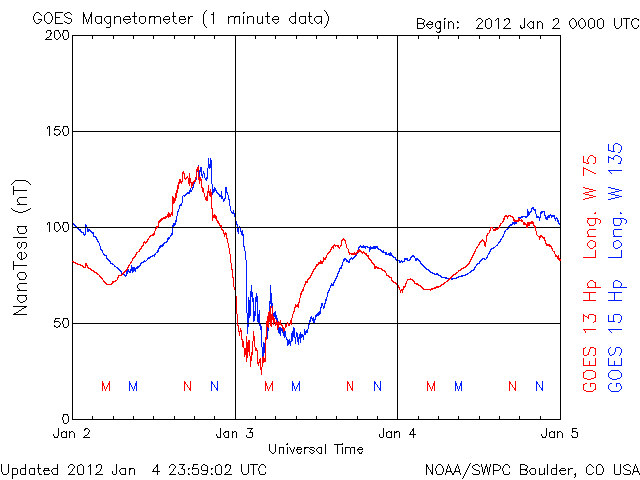 GOES Magnetometer (1 minute data)
Begin: 2012 Jan 2 0000 UTC
200
150
100
50
0
NanoTesla (nT)
M M N N M M N N M M N N
Jan 2 Jan 3 Jan 4 Jan 5
Universal Time
GOES 13 Hp Long. W 75
GOES 15 Hp Long. W 135
Updated 2012 Jan 4 23:59:02 UTC
NOAA/SWPC Boulder, CO USA